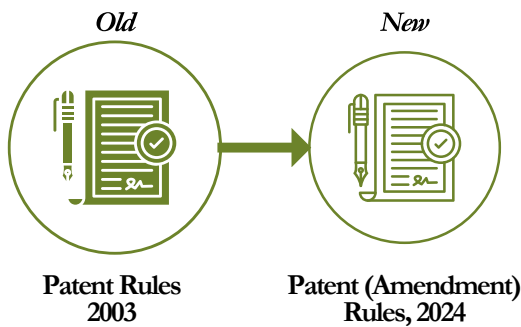 Old
New
Patent Rules
2003
Patent (Amendment)
Rules, 2024